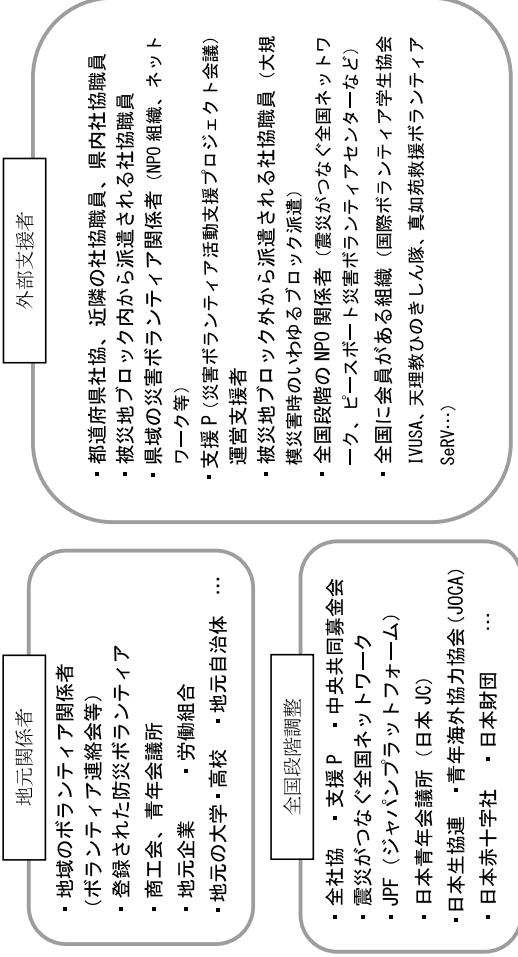 地元関係者
・地域のボランティア関係者
(ボランティア連絡会等)
・登録された防災ボランティア
・商工会、青年会議所
・地元企業　・労働組合
・地元の大学・高校　・地元自治体　…
全国段階調整
・全社協　・支援P　・中央共同募金会
・震災がつなぐ全国ネットワーク
・JPF（ジャパンプラットフォーム）
・日本青年会議所（日本 JC）
・日本生協連　・青年海外協力協会(JOCA)
・日本赤十字社　・日本財団　…
外部支援者
・都道府県社協、近隣の社協職員、県内社協職員
・被災地ブロック内から派遣される社協職員
・県域の災害ボランティア関係者（NPO 組織、ネット
ワーク等）
・支援P（災害ボランティア活動支援プロジェクト会議）
運営支援者
・被災地ブロック外から派遣される社協職員（大規
模災害時のいわゆるブロック派遣）
・全国段階の NPO 関係者（震災がつなぐ全国ネットワ
ーク、ピースボート災害ボランティアセンターなど）
・全国に会員がある組織（国際ボランティア学生協会
IVUSA、天理教ひのきしん隊、真如苑救援ボランティア
SeRV…）